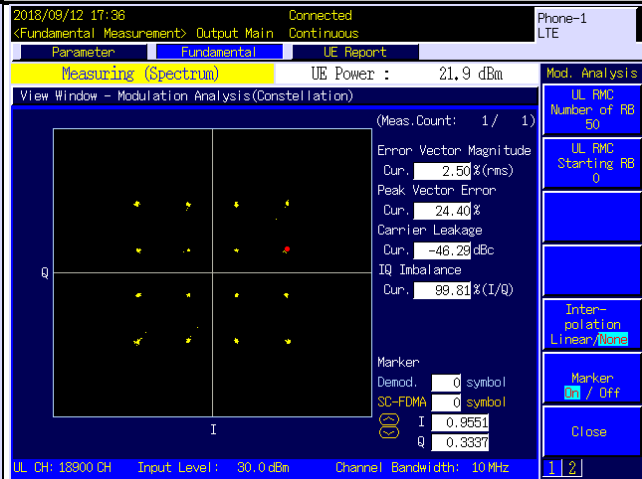 2018/09/12 17:36 Connected Phone-1
<Fundamental Measurement> Output Main Continuous LTE
Parameter Fundamental UE Report
Measuring (Spectrum) UE Power : 21.9 dBm Mod. Analysis
View Window - Modulation Analysis(Constellation)
UL RMC
Number of RB
50
(Meas.Count: 1/ 1)
UL RMC
Starting RB
0
Error Vector Magnitude
Cur. 2.50 %(rms)
Peak Vector Error
Cur. 24.40 %
Carrier Leakage
Cur. -46.29 dBc
IQ Imbalance
Cur. 99.81 %(I/Q)
Q
I
Inter-
polation
Linear/None
Marker
Demod. 0 symbol
SC-FDMA 0 symbol
I 0.9551
Q 0.3337
Marker
On / Off
Close
UL CH: 18900 CH Input Level: 30.0 dBm Channel Bandwidth: 10 MHz 1 2